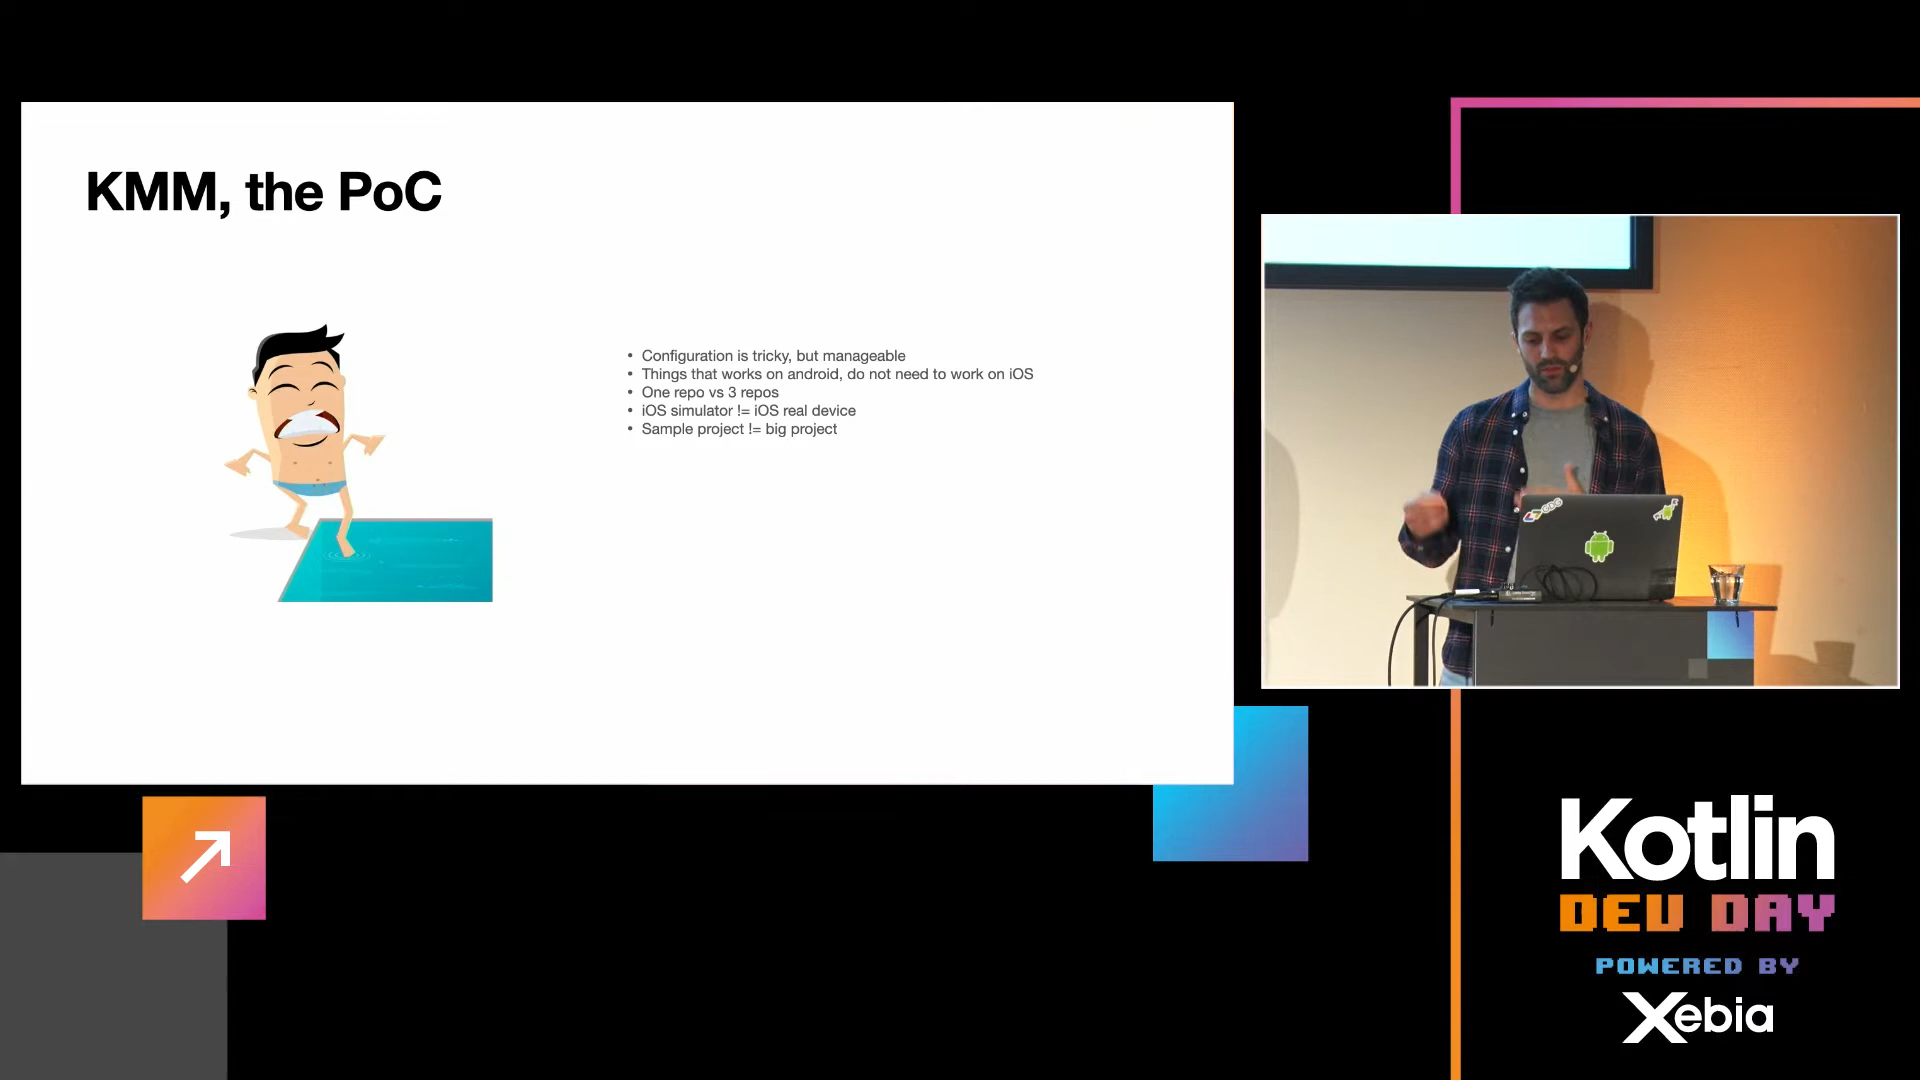 KMM, the PoC
• Configuration is tricky, but manageable
• Things that works on android, do not need to work on iOS
• One repo vs 3 repos
• iOS simulator != iOS real device
• Sample project != big project
GDG
Kotlin
DEV DAY
POWERED BY
Xebia